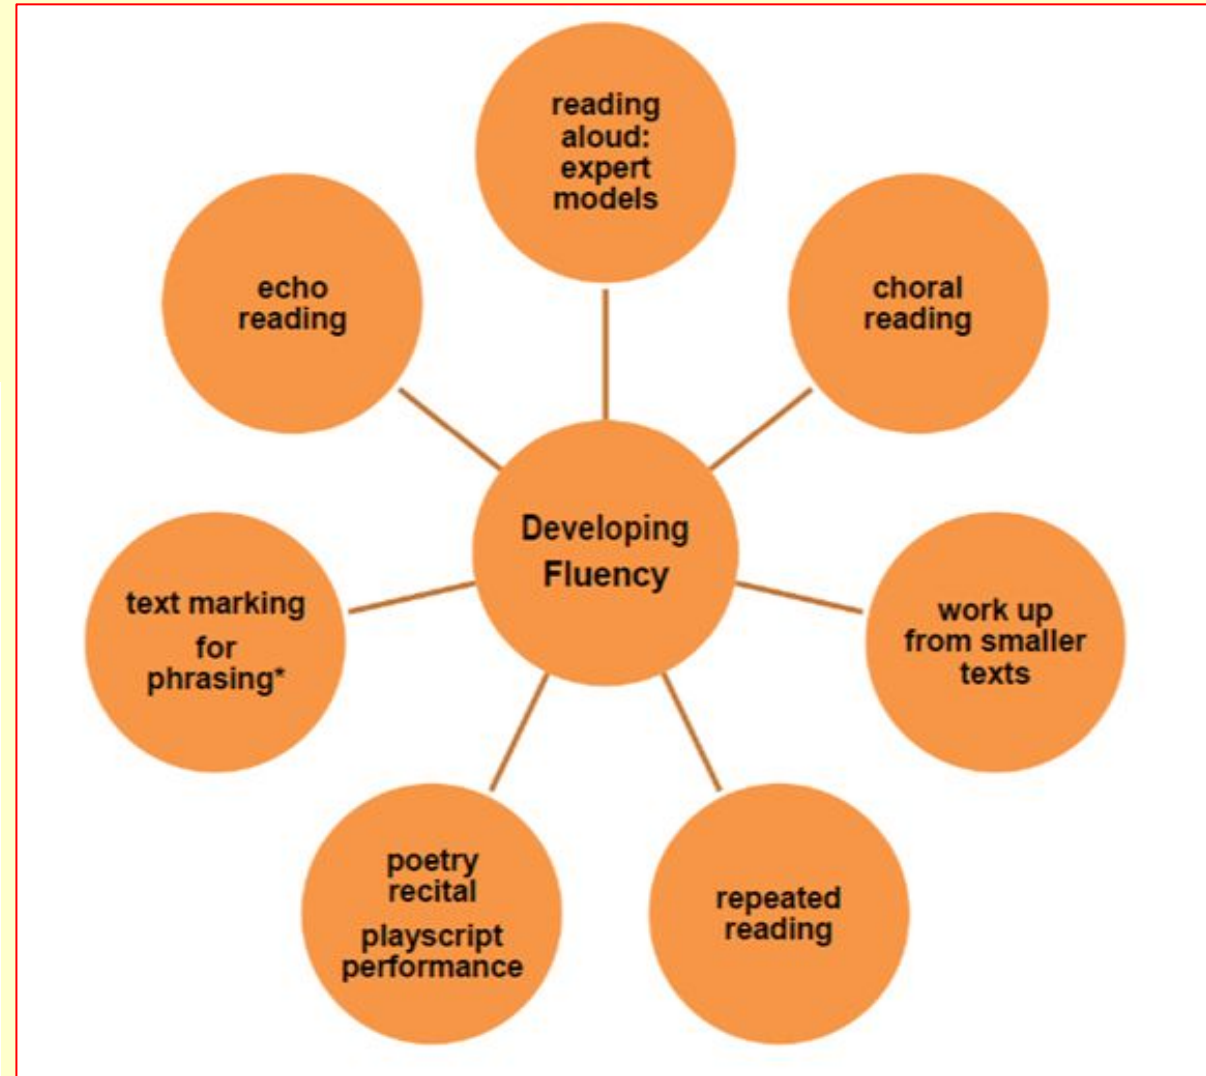 reading
aloud:
expert
models
choral
reading
work up
from smaller
texts
repeated
reading
poetry
recital
playscript
performance
text marking
for
phrasing*
echo
reading
Developing
Fluency